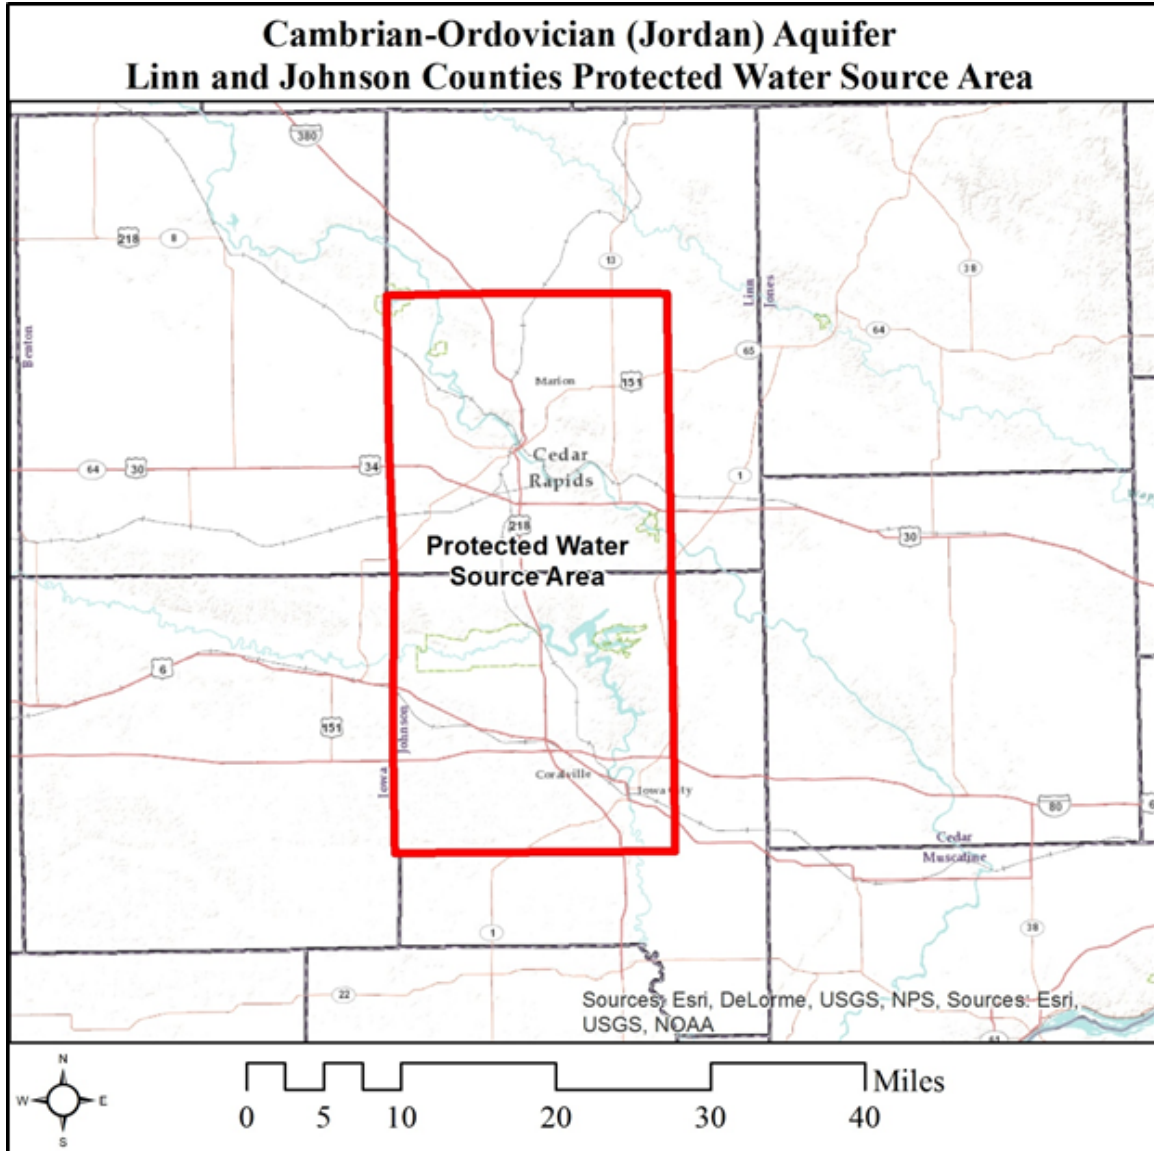 Cambrian-Ordovician (Jordan) Aquifer
Linn and Johnson Counties Protected Water Source Area
380
218
8
13
38
Linn
Jones
Benton
64
65
Marion
151
Cedar
Rapids
64
30
34
1
218
30
Protected Water
Source Area
6
151
Johnson
Iowa
Coralville
Iowa City
80
6
Cedar
Muscatine
1
38
22
Sources: Esri, DeLorme, USGS, NPS, Sources: Esri,
USGS, NOAA
61
N
W
E
S
0
5
10
20
30
40
Miles